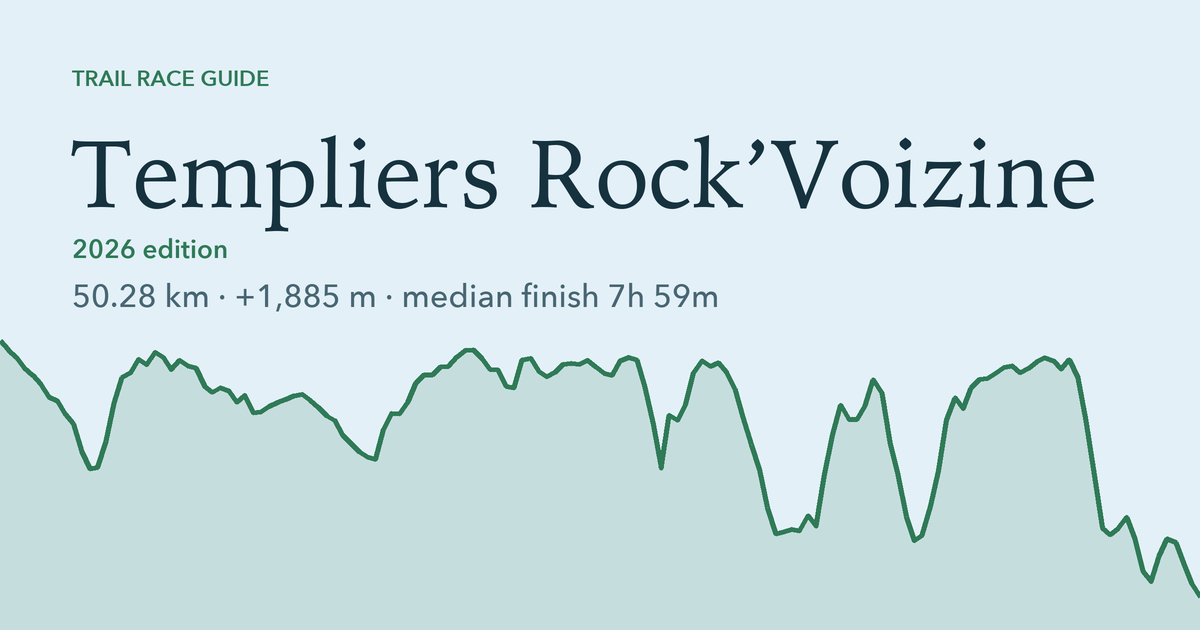 TRAIL RACE GUIDE
Templiers Rock’Voizine
2026 edition
50.28 km · +1,885 m · median finish 7h 59m